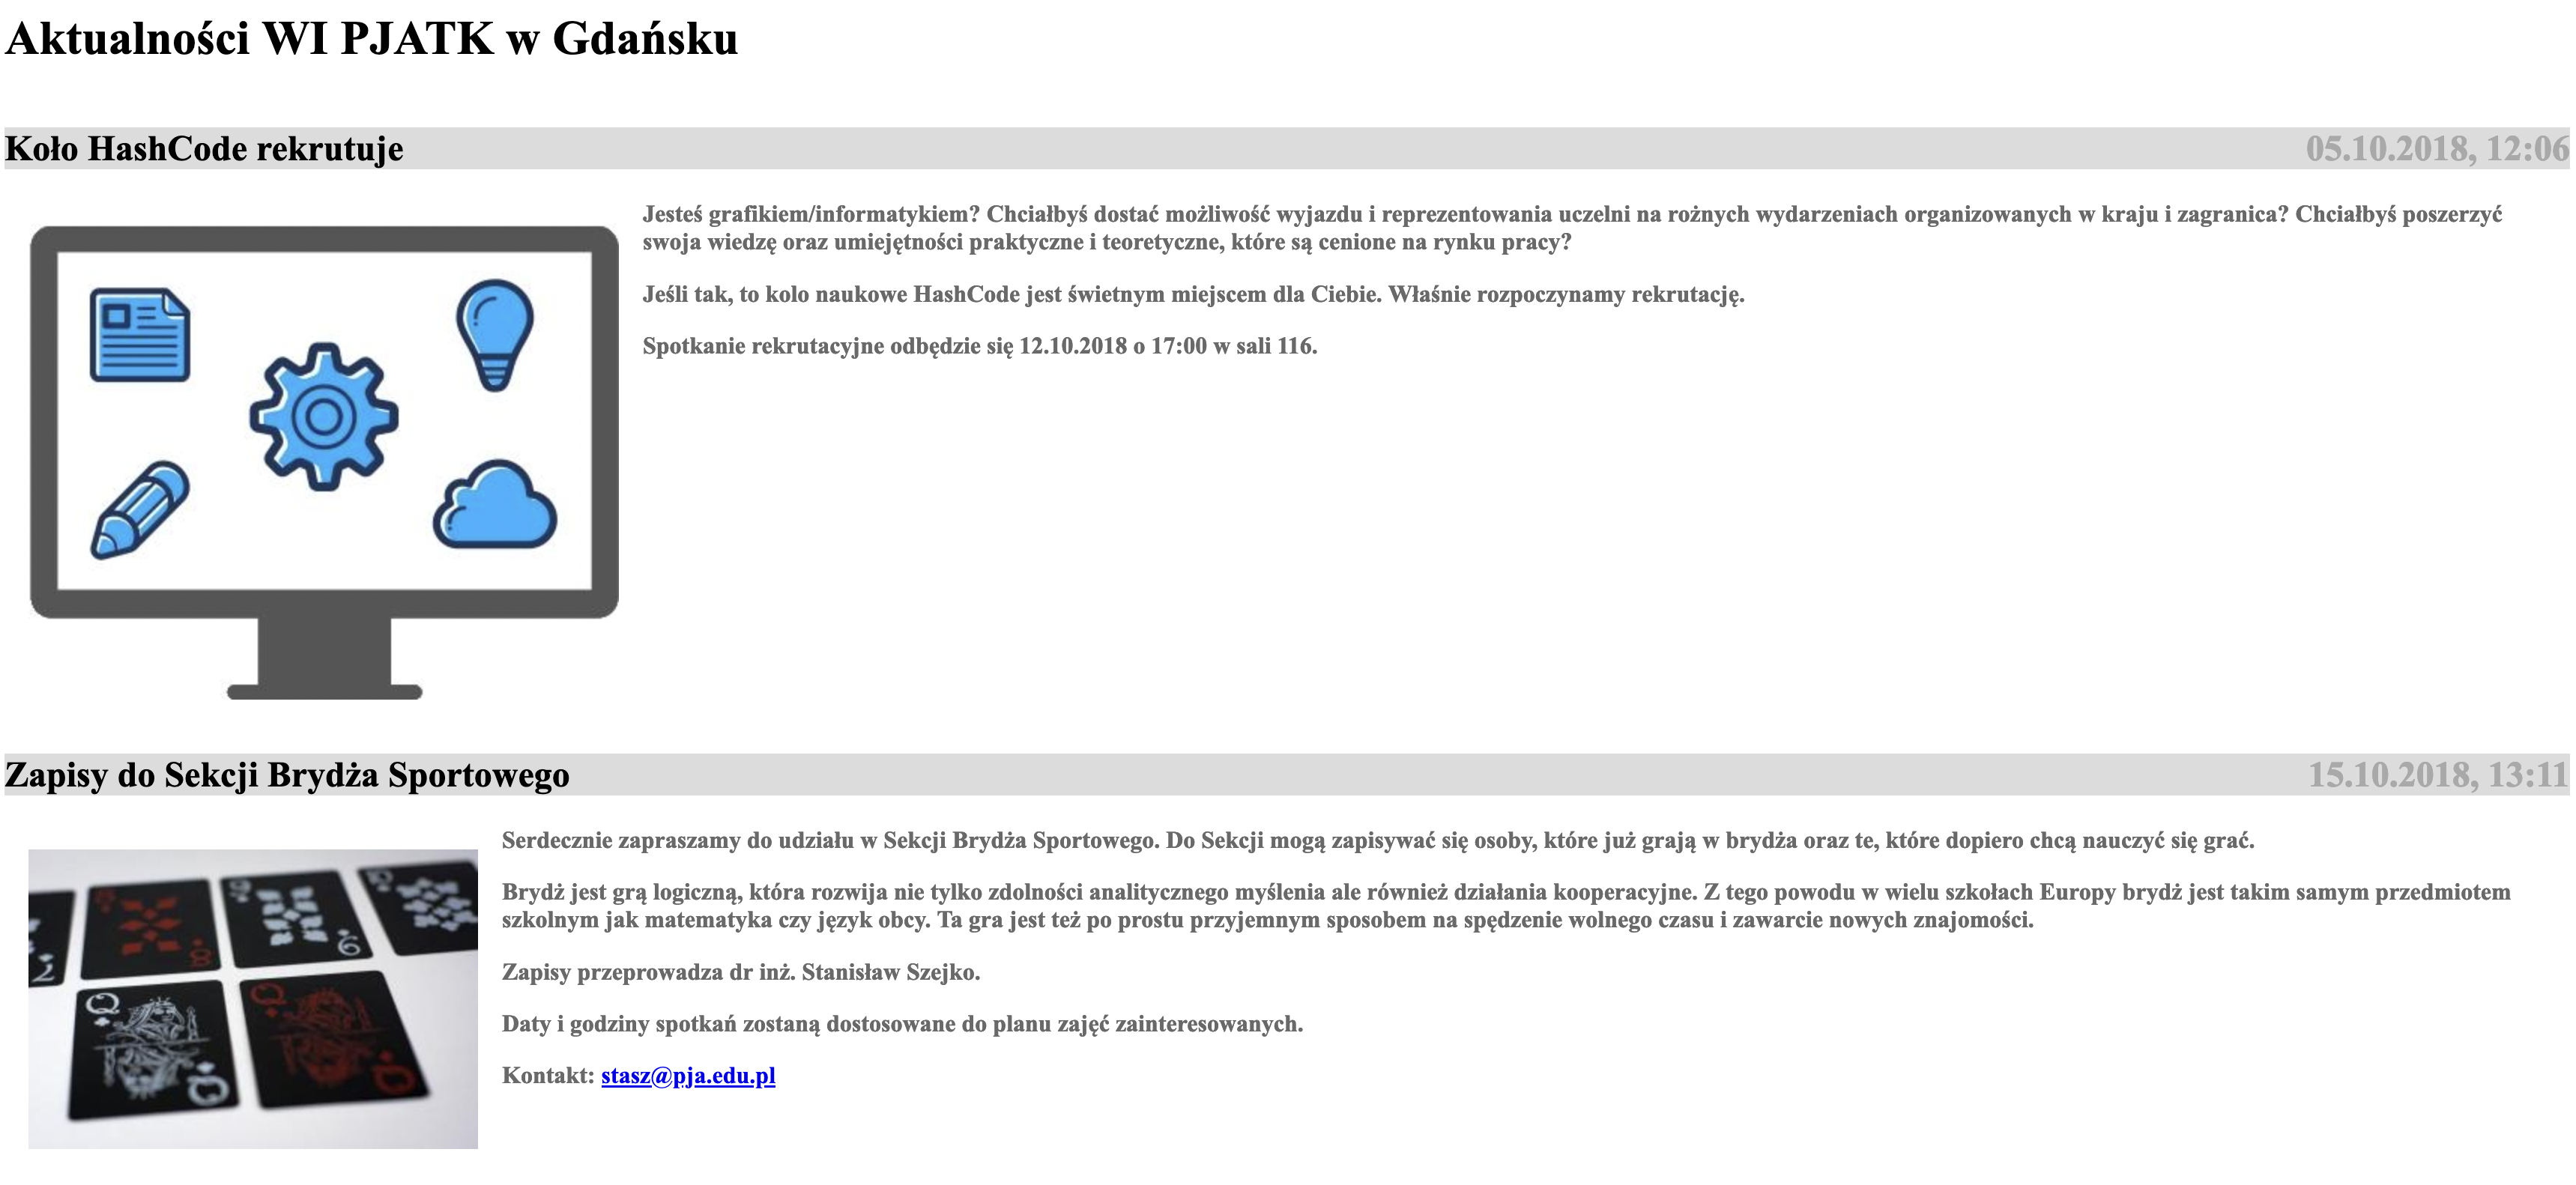 Aktualności WI PJATK w Gdańsku
Koło HashCode rekrutuje 05.10.2018, 12:06
Jesteś grafikiem/informatykiem? Chciałbyś dostać możliwość wyjazdu i reprezentowania uczelni na rożnych wydarzeniach organizowanych w kraju i zagranica? Chciałbyś poszerzyć
swoja wiedzę oraz umiejętności praktyczne i teoretyczne, które są cenione na rynku pracy?
Jeśli tak, to kolo naukowe HashCode jest świetnym miejscem dla Ciebie. Właśnie rozpoczynamy rekrutację.
Spotkanie rekrutacyjne odbędzie się 12.10.2018 o 17:00 w sali 116.
Zapisy do Sekcji Brydża Sportowego 15.10.2018, 13:11
Serdecznie zapraszamy do udziału w Sekcji Brydża Sportowego. Do Sekcji mogą zapisywać się osoby, które już grają w brydża oraz te, które dopiero chcą nauczyć się grać.
Brydż jest grą logiczną, która rozwija nie tylko zdolności analitycznego myślenia ale również działania kooperacyjne. Z tego powodu w wielu szkołach Europy brydż jest takim samym przedmiotem
szkolnym jak matematyka czy język obcy. Ta gra jest też po prostu przyjemnym sposobem na spędzenie wolnego czasu i zawarcie nowych znajomości.
Zapisy przeprowadza dr inż. Stanisław Szejko.
Daty i godziny spotkań zostaną dostosowane do planu zajęć zainteresowanych.
Kontakt: stasz@pja.edu.pl
7 8 9
Q Q
Q Q